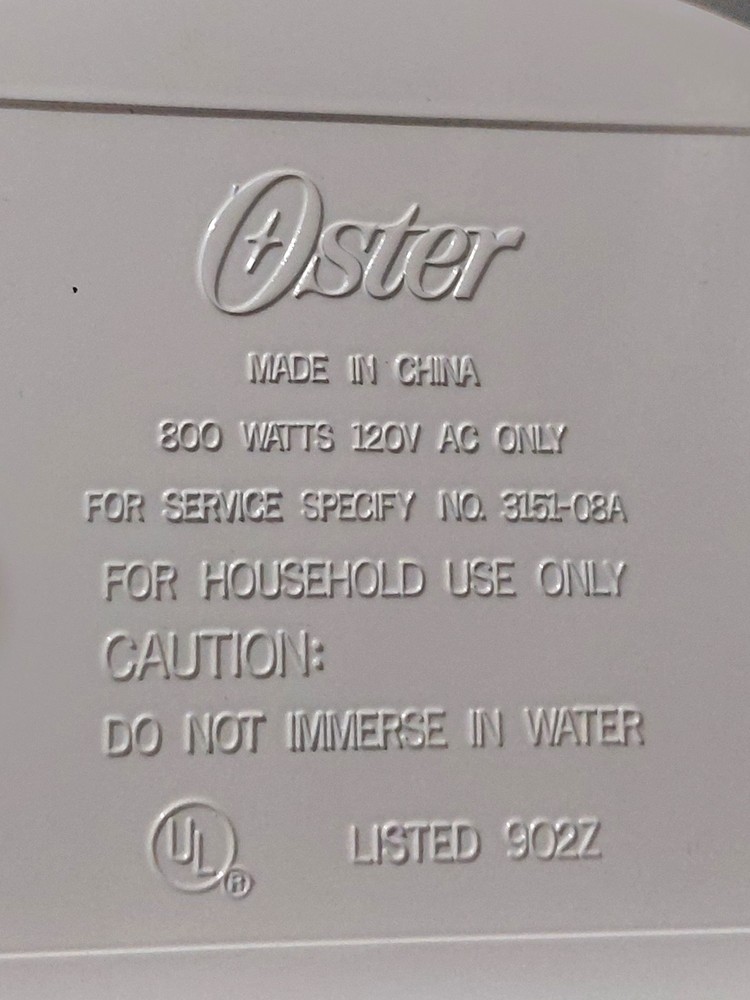 Oster
MADE IN CHINA
800 WATTS 120V AC ONLY
FOR SERVICE SPECIFY NO. 3151-08A
FOR HOUSEHOLD USE ONLY
CAUTION:
DO NOT IMMERSE IN WATER
UL® LISTED 902Z